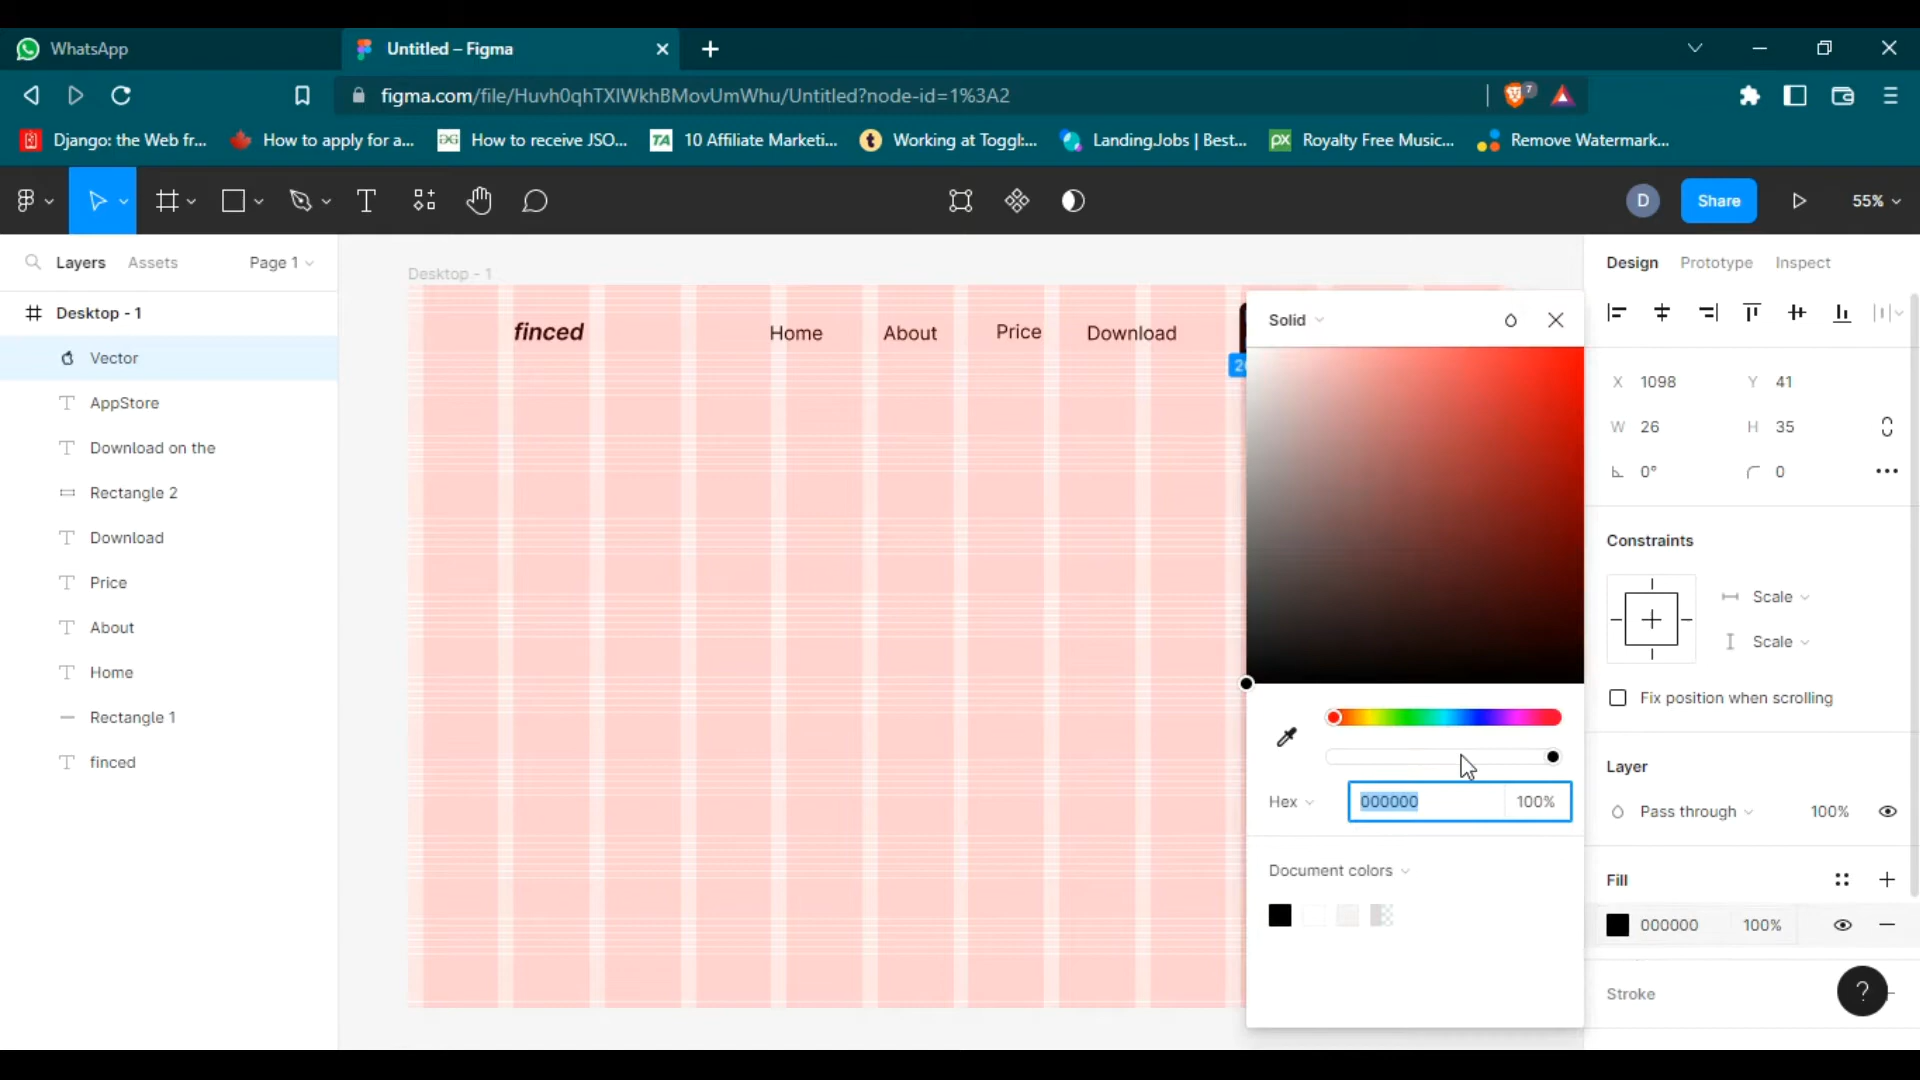 WhatsApp
Untitled – Figma
figma.com/file/Huvh0qhTXIWkhBMovUmWhu/Untitled?node-id=1%3A2
7
Django: the Web fr...
How to apply for a...
How to receive JSO...
TA
10 Affiliate Marketi...
Working at Toggl:...
LandingJobs | Best...
px
Royalty Free Music...
Remove Watermark...
D
Share
55%
Layers
Assets
Page 1
Desktop - 1
Vector
AppStore
Download on the
Rectangle 2
Download
Price
About
Home
Rectangle 1
finced
Desktop - 1
finced
Home
About
Price
Download
Solid
Hex
000000
100%
Document colors
Design
Prototype
Inspect
X 1098
Y 41
W 26
H 35
0°
0
Constraints
Scale
Scale
Fix position when scrolling
Layer
Pass through
100%
Fill
000000
100%
Stroke
?